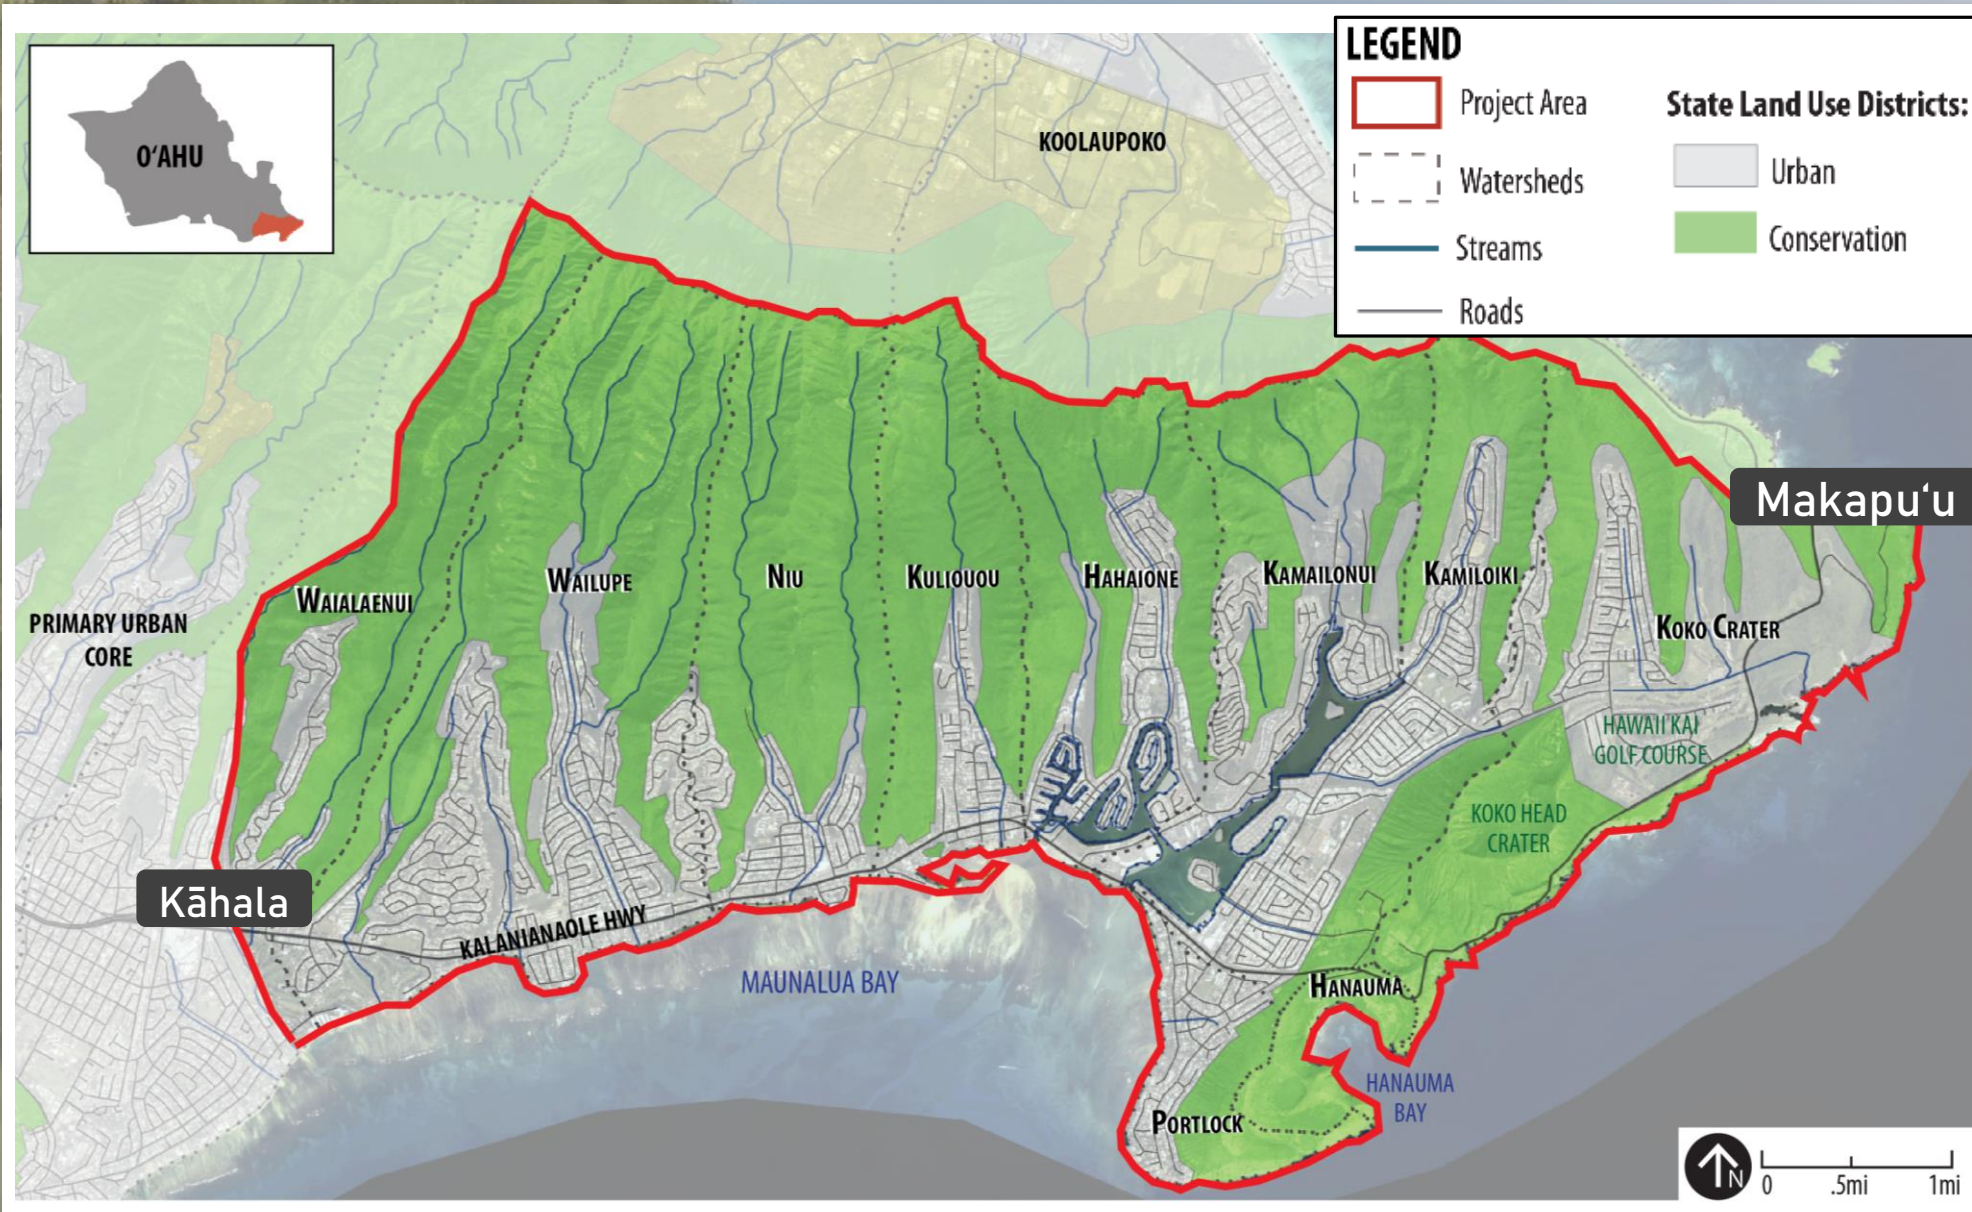 LEGEND
Project Area
Watersheds
Streams
Roads
State Land Use Districts:
Urban
Conservation
O‘AHU
KOOLAUPOKO
Makapu‘u
PRIMARY URBAN
CORE
WAIALAENUI
WAILUPE
NIU
KULIOUOU
HAHAIONE
KAMAILONUI
KAMILOIKI
KOKO CRATER
HAWAII KAI
GOLF COURSE
KOKO HEAD
CRATER
Kāhala
KALANIANAOLE HWY
MAUNALUA BAY
HANAUMA
HANAUMA
BAY
PORTLOCK
N
0 .5mi 1mi